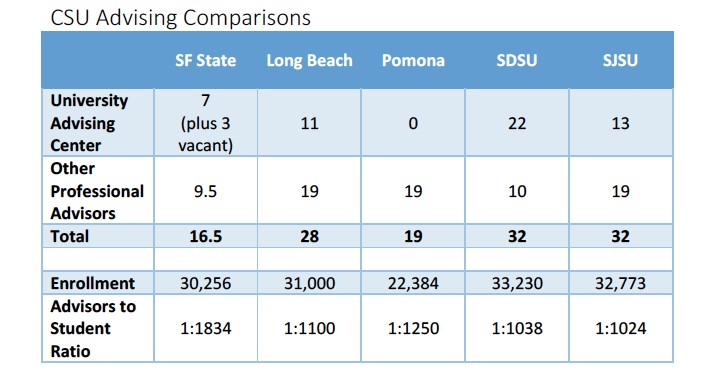 CSU Advising Comparisons
SF State Long Beach Pomona SDSU SJSU
University Advising Center 7 (plus 3 vacant) 11 0 22 13
Other Professional Advisors 9.5 19 19 10 19
Total 16.5 28 19 32 32
Enrollment 30,256 31,000 22,384 33,230 32,773
Advisors to Student Ratio 1:1834 1:1100 1:1250 1:1038 1:1024